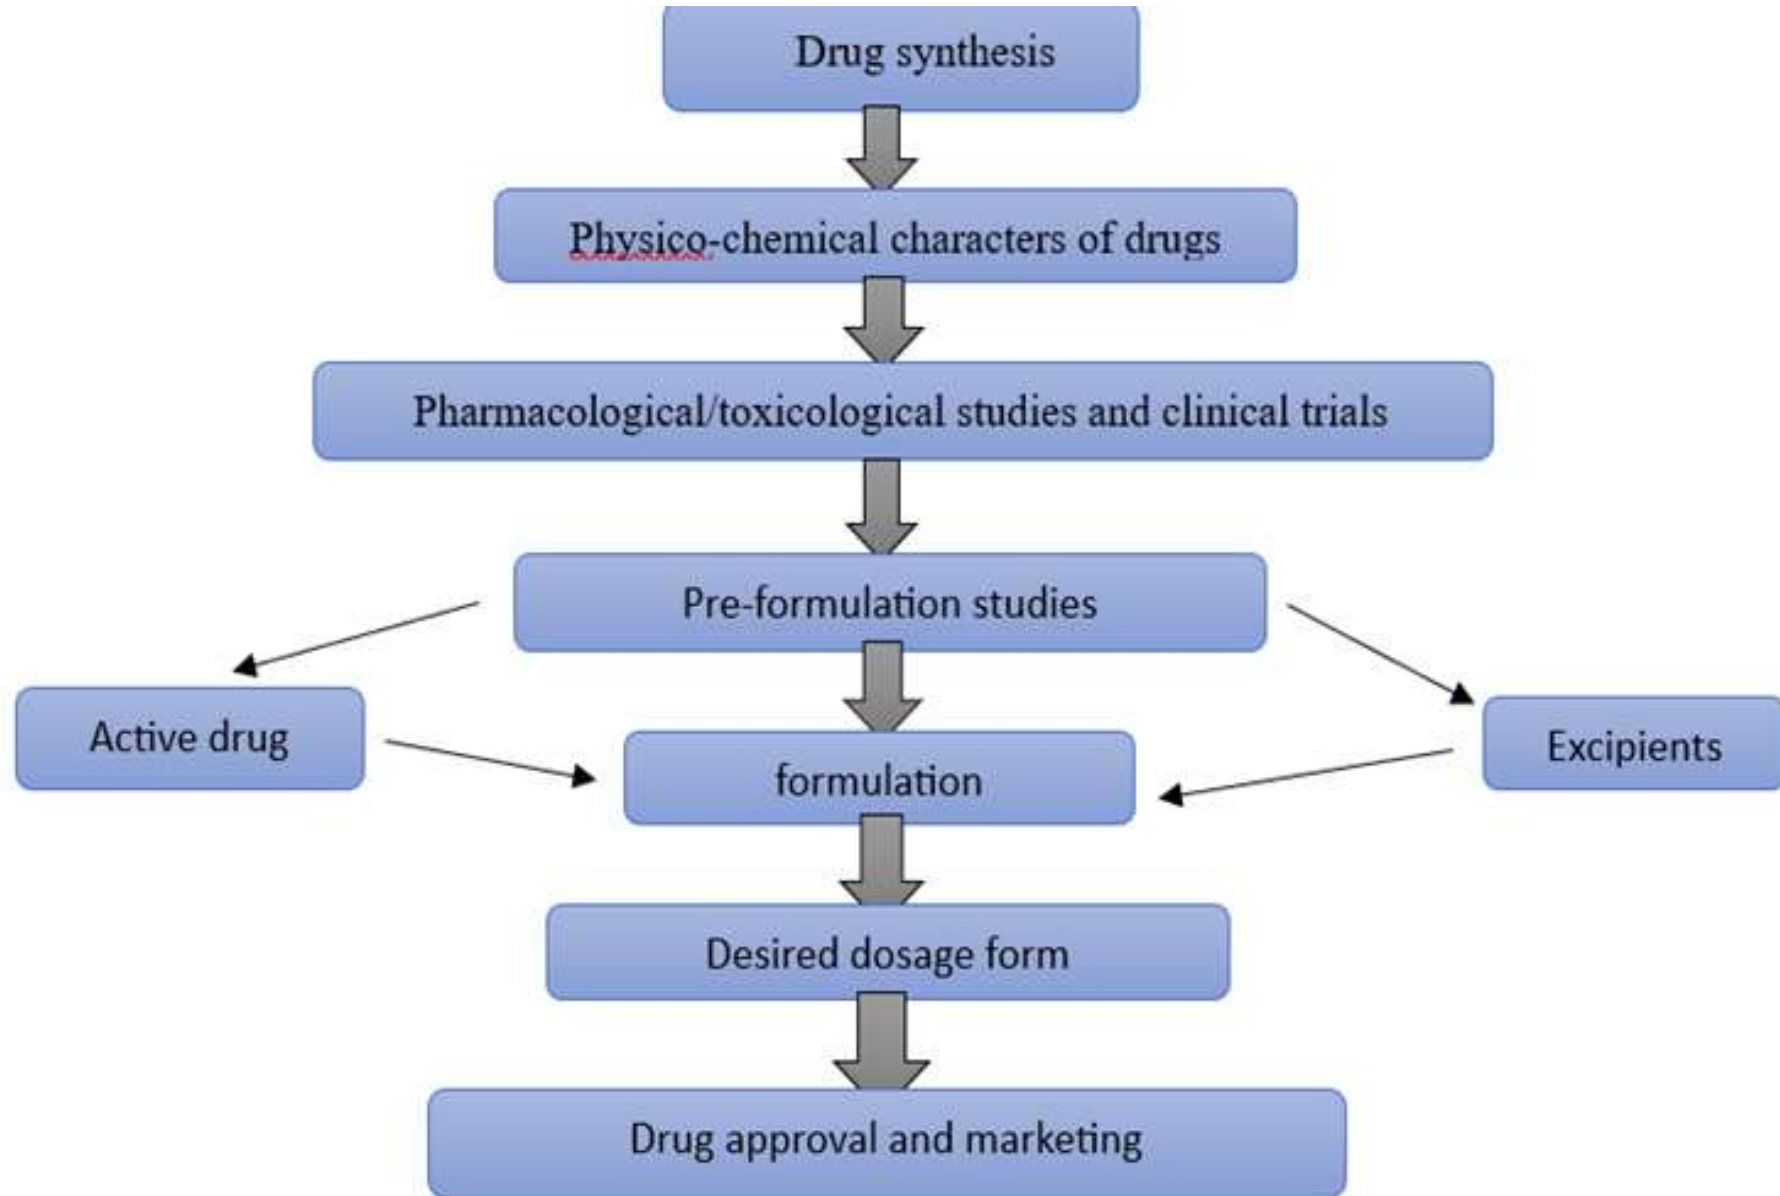 Drug synthesis
Physico-chemical characters of drugs
Pharmacological/toxicological studies and clinical trials
Pre-formulation studies
Active drug
formulation
Excipients
Desired dosage form
Drug approval and marketing